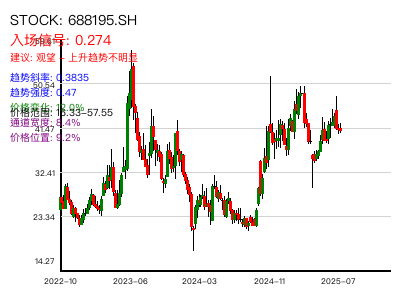 STOCK: 688195.SH
入场信号: 0.274
建议: 观望 - 上升趋势不明显
趋势斜率: 0.3835
50.54
趋势强度: 0.47
价格变化: 12.0%
价格范围: 16.33-57.55
通道宽度: 8.4%
41.47
价格位置: 9.2%
32.41
23.34
14.27
2022-10
2023-06
2024-03
2024-11
2025-07